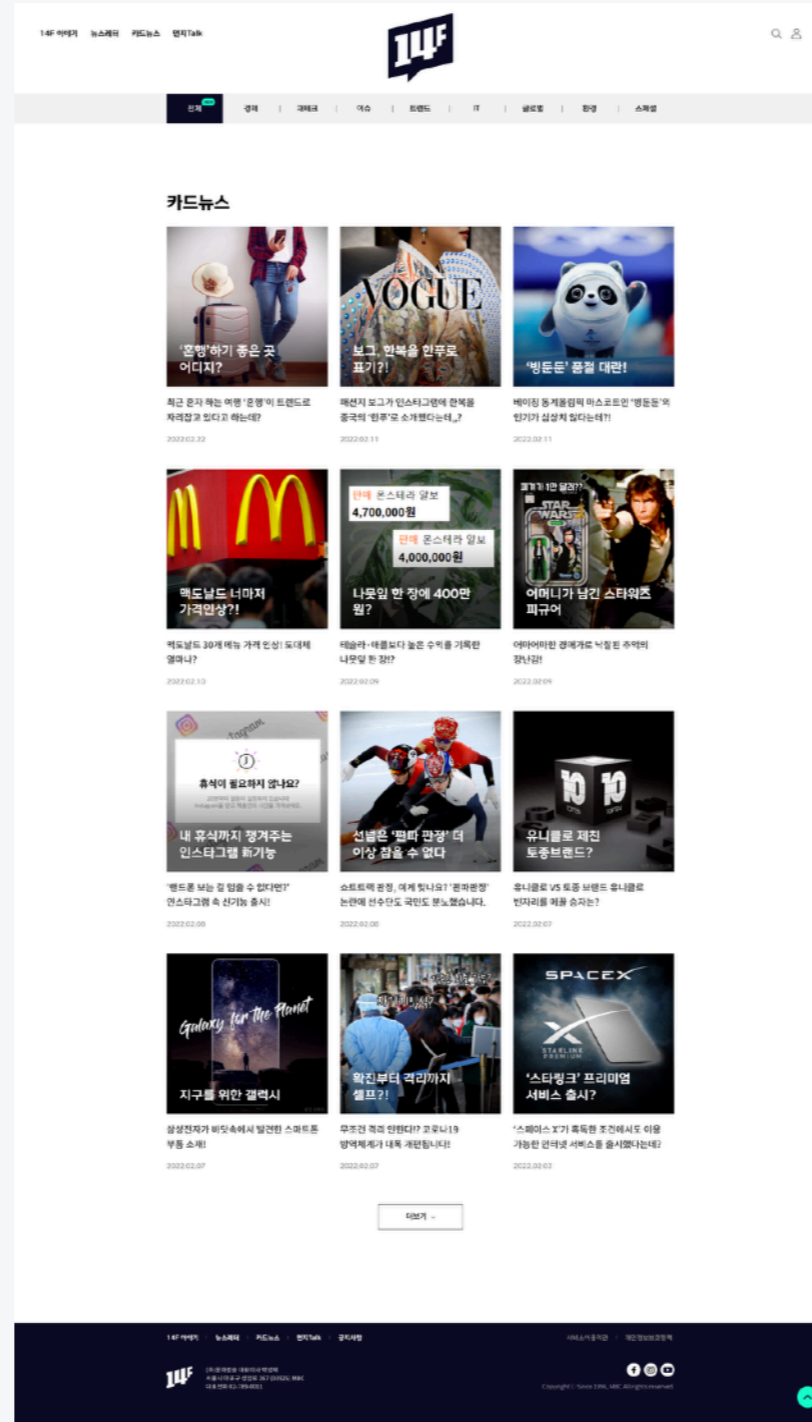 14F 이야기 뉴스레터 카드뉴스 편지Talk
14F
전체 경제 | 재테크 | 이슈 | 트렌드 | IT | 글로벌 | 환경 | 스페셜
카드뉴스
‘혼행’하기 좋은 곳
어디지?
최근 혼자 하는 여행 ‘혼행’이 트렌드로
자리잡고 있다고 하는데?
2022.02.22
VOGUE
보그, 한복을 한푸로
표기?!
패션지 보그가 인스타그램에 한복을
중국의 ‘한푸’로 소개했다는데,,?
2022.02.11
‘빙둔둔’ 품절 대란!
베이징 동계올림픽 마스코트인 ‘빙둔둔’의
인기가 심상치 않다는데?!
2022.02.11
맥도날드 너마저
가격인상?!
맥도날드 30개 메뉴 가격 인상! 도대체
얼마나?
2022.02.10
판매 몬스테라 알보
4,700,000원
판매 몬스테라 알보
4,000,000원
나뭇잎 한 장에 400만
원?
테슬라·애플보다 높은 수익률 기록한
나뭇잎 한 장!?
2022.02.09
STAR
WARS
어머니가 남긴 스타워즈
피규어
어마어마한 경매가로 낙찰된 추억의
장난감!
2022.02.09
Instagram
휴식이 필요하지 않나요?
내 휴식까지 챙겨주는
인스타그램 新기능
‘핸드폰 보는 걸 멈출 수 없다면?’
인스타그램 속 신기능 출시!
2022.02.08
선넘은 ‘편파 판정’ 더
이상 참을 수 없다
쇼트트랙 판정, 이게 맞나요? ‘편파판정’
논란에 선수단도 국민도 분노했습니다.
2022.02.08
10 10
TOPTEN
유니클로 제친
토종브랜드?
유니클로 VS 토종 브랜드 유니클로
빈자리를 메꿀 승자는?
2022.02.07
Galaxy for the Planet
지구를 위한 갤럭시
삼성전자가 바닷속에서 발견한 스마트폰
부품 소재!
2022.02.07
확진부터 격리까지
셀프?!
무조건 격리 안한다!? 코로나19
방역체계가 대폭 개편됩니다!
2022.02.07
SPACEX
STARLINK
PREMIUM
‘스타링크’ 프리미엄
서비스 출시?
‘스페이스 X’가 혹독한 조건에서도 이용
가능한 인터넷 서비스를 출시했다는데?
2022.02.03
더보기
14F 이야기 뉴스레터 카드뉴스 편지Talk 공지사항
서비스이용약관 개인정보보호정책
14F